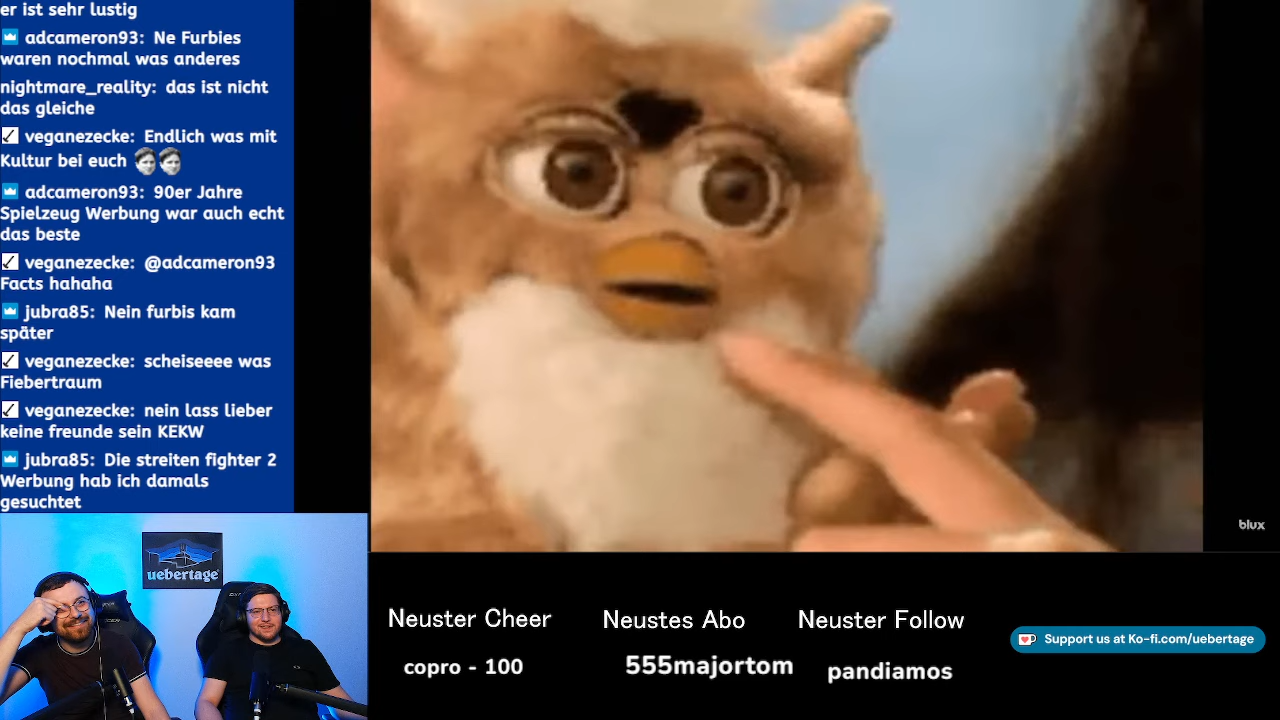 er ist sehr lustig
adcameron93: Ne Furbies
waren nochmal was anderes
nightmare_reality: das ist nicht
das gleiche
veganezecke: Endlich was mit
Kultur bei euch
adcameron93: 90er Jahre
Spielzeug Werbung war auch echt
das beste
veganezecke: @adcameron93
Facts hahaha
jubra85: Nein furbis kam
später
veganezecke: scheiseeee was
Fiebertraum
veganezecke: nein lass lieber
keine freunde sein KEKW
jubra85: Die streiten fighter 2
Werbung hab ich damals
gesuchtet
blux
uebertage
Neuster Cheer
copro - 100
Neustes Abo
555majortom
Neuster Follow
pandiamos
Support us at Ko-fi.com/uebertage